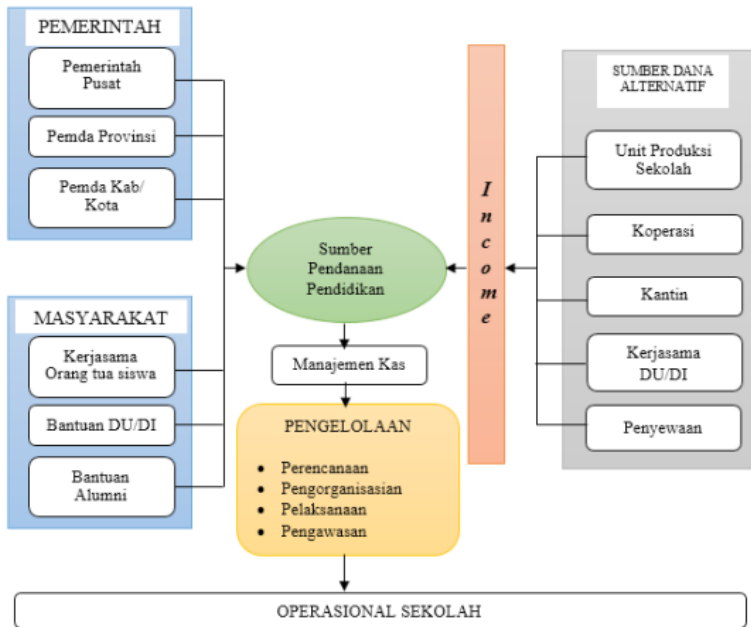 PEMERINTAH
Pemerintah
Pusat
Pemda Provinsi
Pemda Kab/
Kota
MASYARAKAT
Kerjasama
Orang tua siswa
Bantuan DU/DI
Bantuan
Alumni
Sumber
Pendanaan
Pendidikan
Manajemen Kas
PENGELOLAAN
• Perencanaan
• Pengorganisasian
• Pelaksanaan
• Pengawasan
Income
SUMBER DANA
ALTERNATIF
Unit Produksi
Sekolah
Koperasi
Kantin
Kerjasama
DU/DI
Penyewaan
OPERASIONAL SEKOLAH